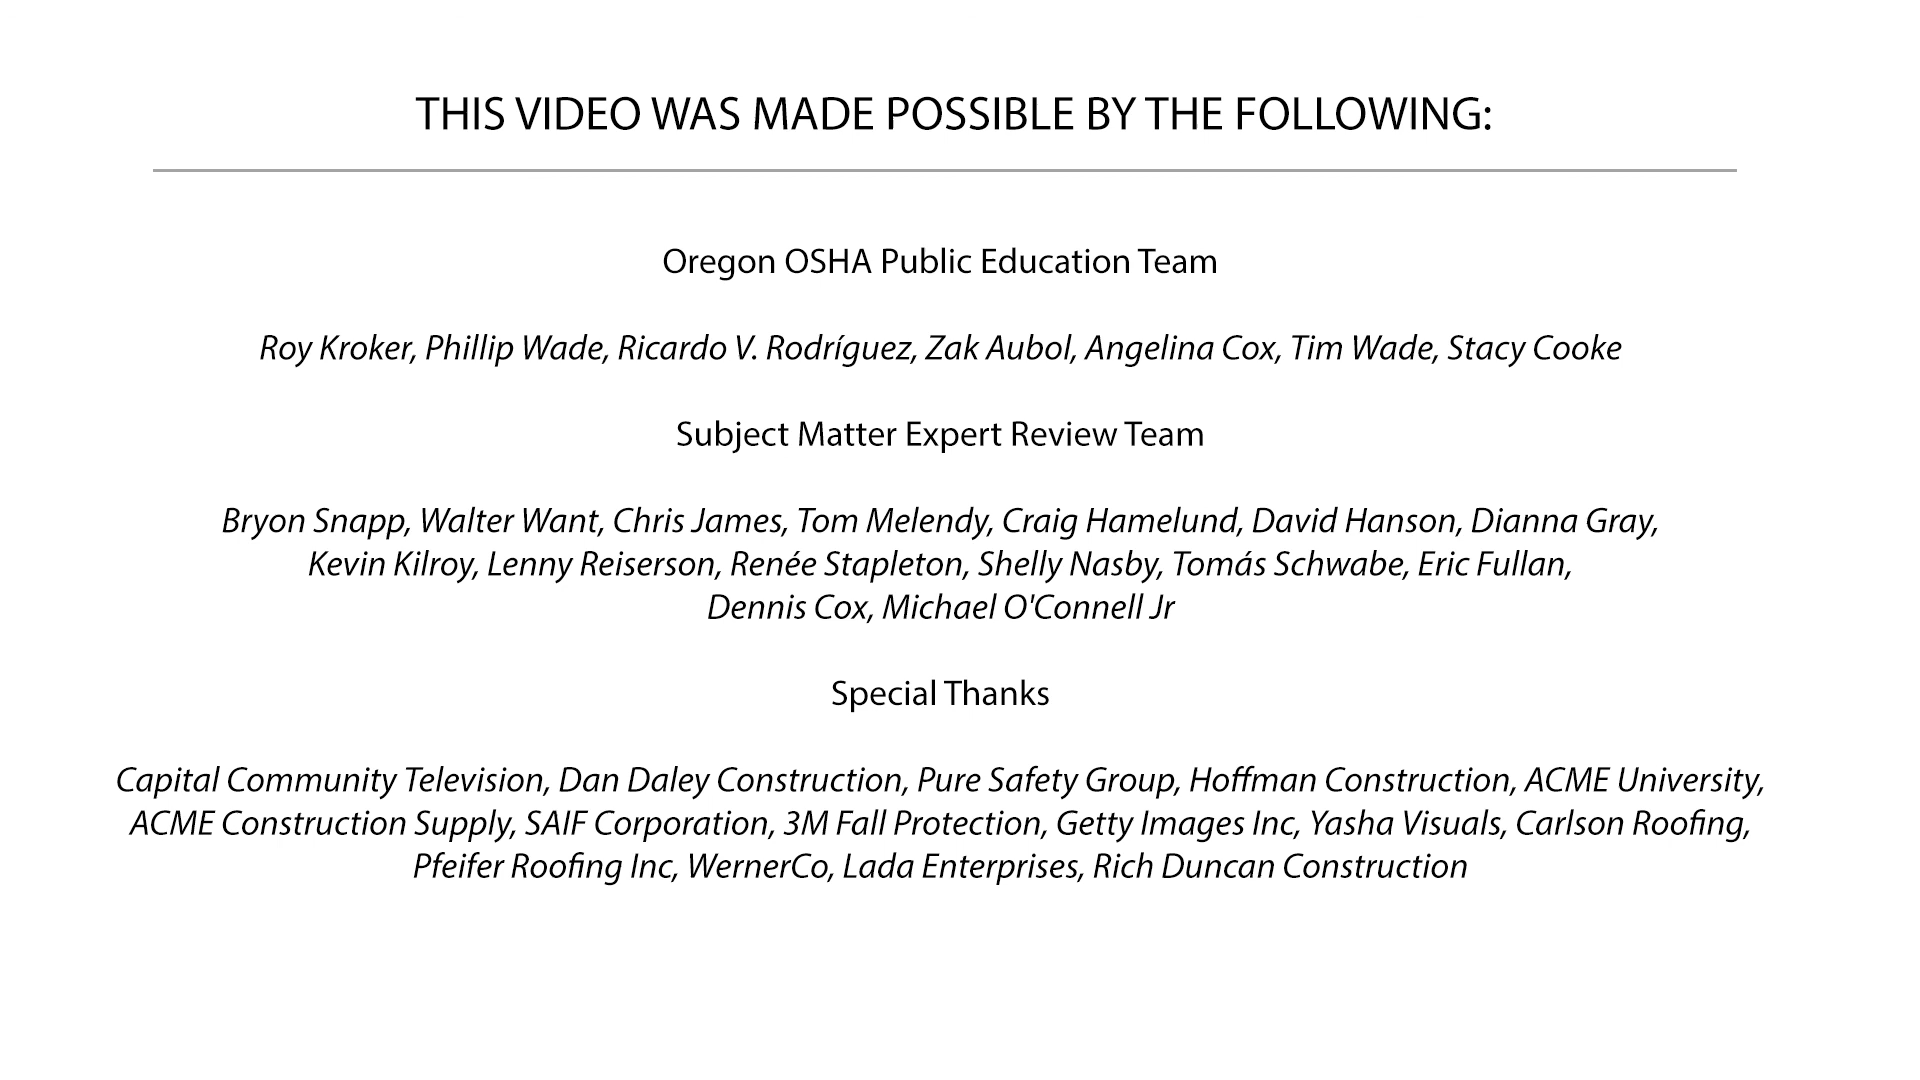 THIS VIDEO WAS MADE POSSIBLE BY THE FOLLOWING:
Oregon OSHA Public Education Team
Roy Kroker, Phillip Wade, Ricardo V. Rodríguez, Zak Aubol, Angelina Cox, Tim Wade, Stacy Cooke
Subject Matter Expert Review Team
Bryon Snapp, Walter Want, Chris James, Tom Melendy, Craig Hamelund, David Hanson, Dianna Gray,
Kevin Kilroy, Lenny Reiserson, Renée Stapleton, Shelly Nasby, Tomás Schwabe, Eric Fullan,
Dennis Cox, Michael O'Connell Jr
Special Thanks
Capital Community Television, Dan Daley Construction, Pure Safety Group, Hoffman Construction, ACME University,
ACME Construction Supply, SAIF Corporation, 3M Fall Protection, Getty Images Inc, Yasha Visuals, Carlson Roofing,
Pfeifer Roofing Inc, WernerCo, Lada Enterprises, Rich Duncan Construction